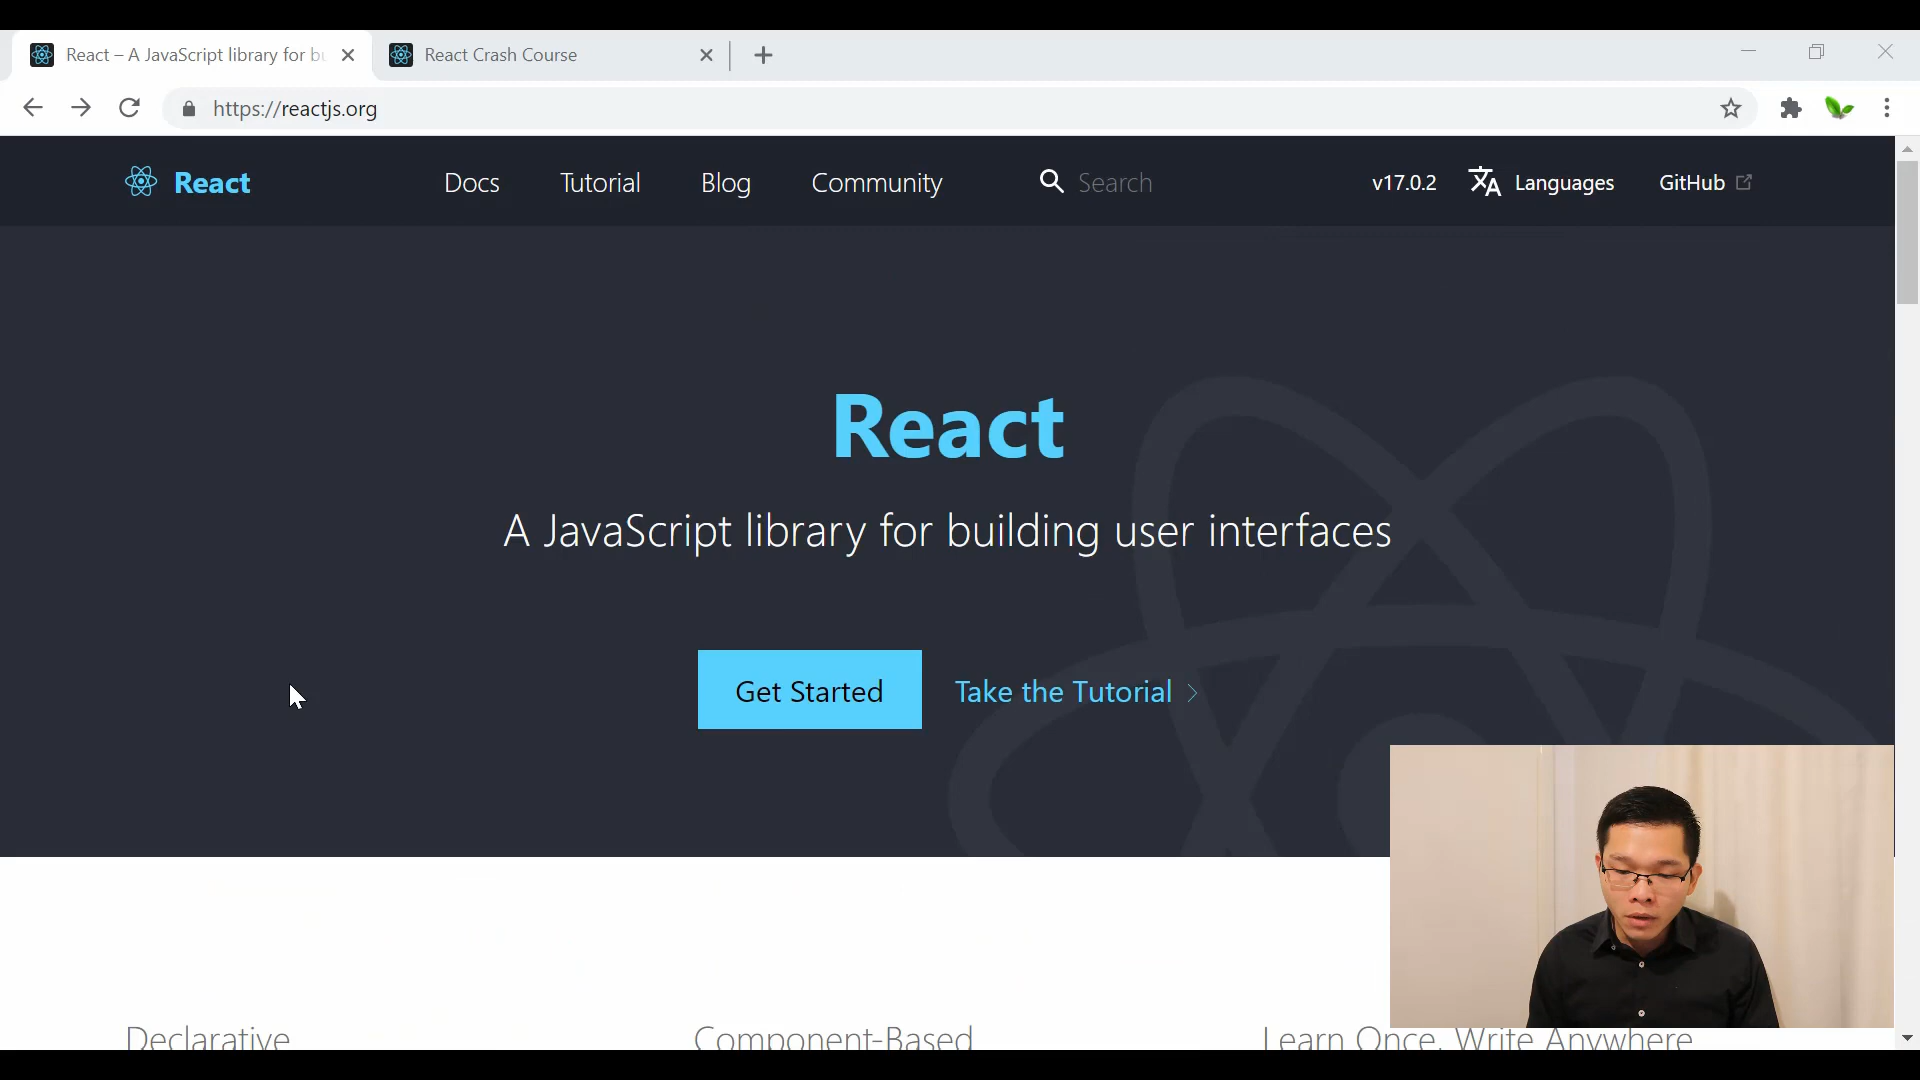 React – A JavaScript library for bu
React Crash Course
https://reactjs.org
React
Docs
Tutorial
Blog
Community
Search
v17.0.2
Languages
GitHub
React
A JavaScript library for building user interfaces
Get Started
Take the Tutorial
Declarative
Component-Based
Learn Once, Write Anywhere